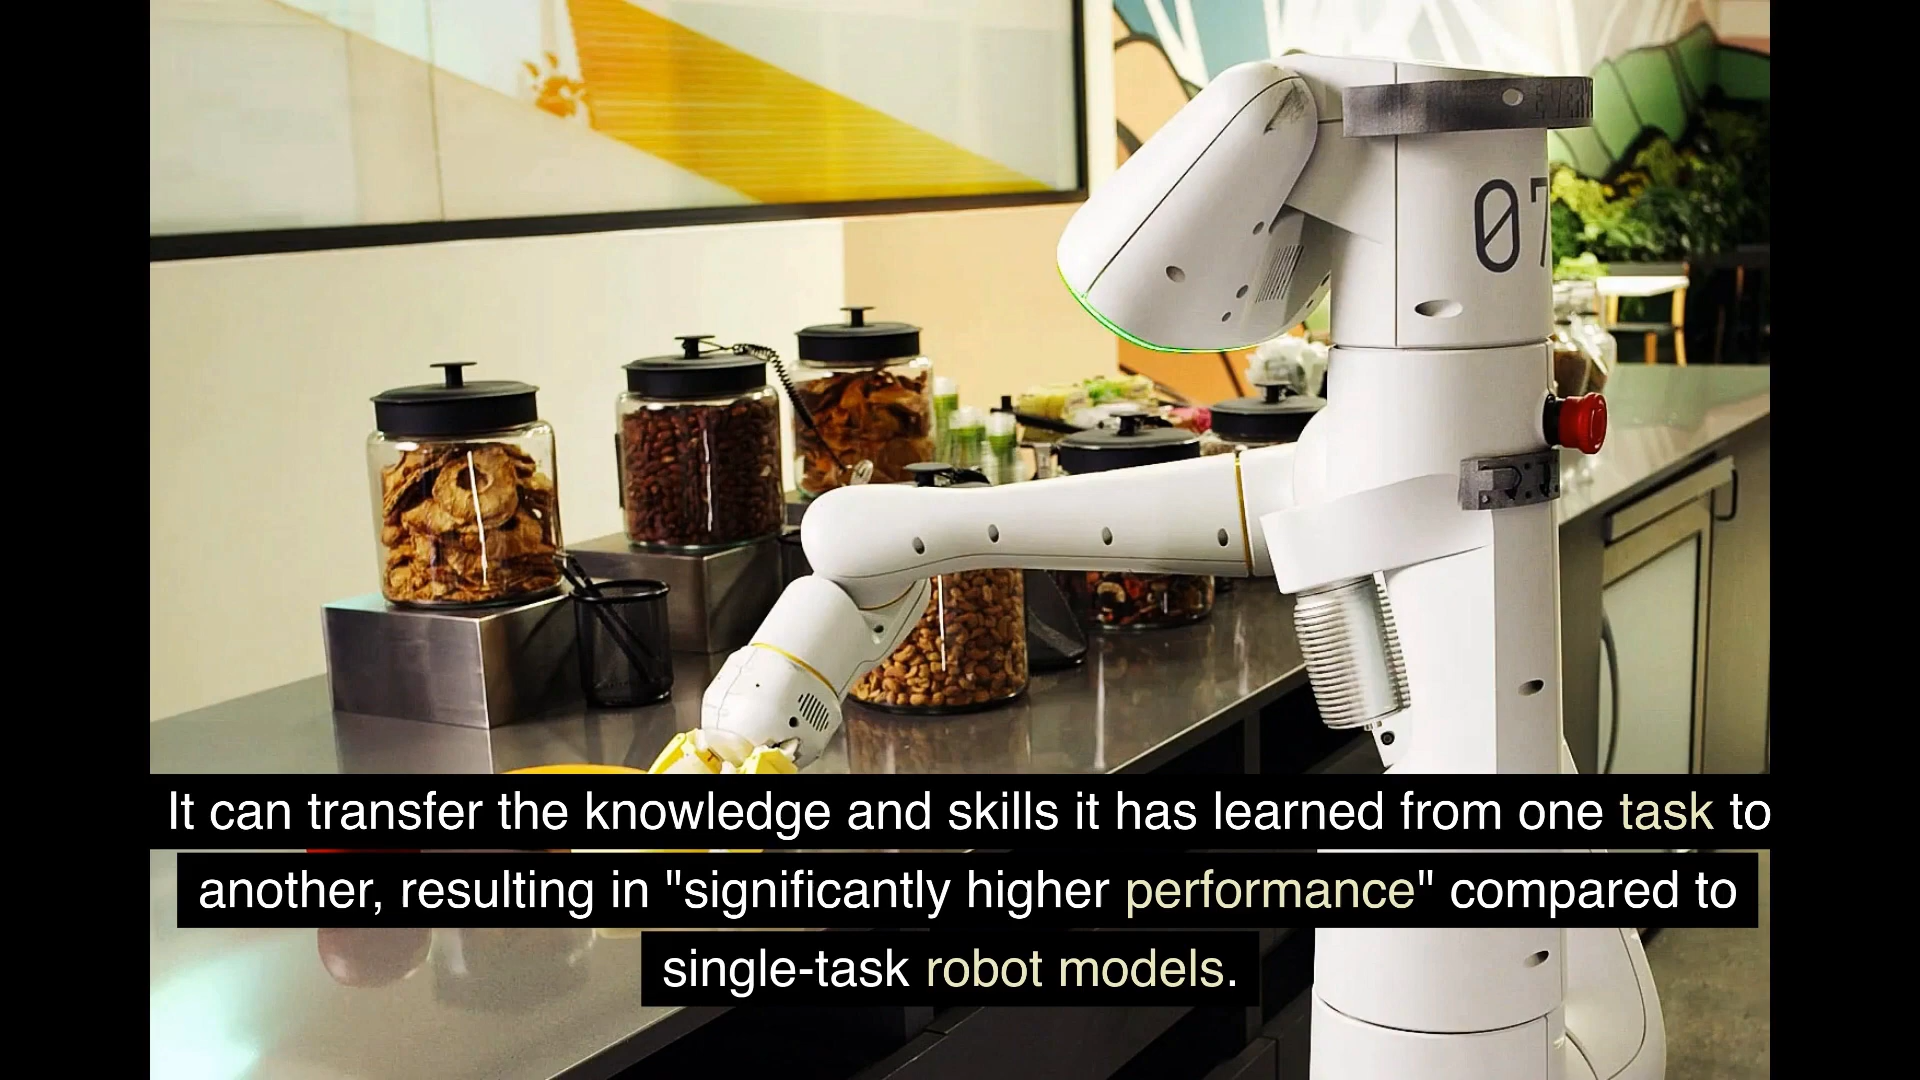 07
It can transfer the knowledge and skills it has learned from one task to
another, resulting in "significantly higher performance" compared to
single-task robot models.